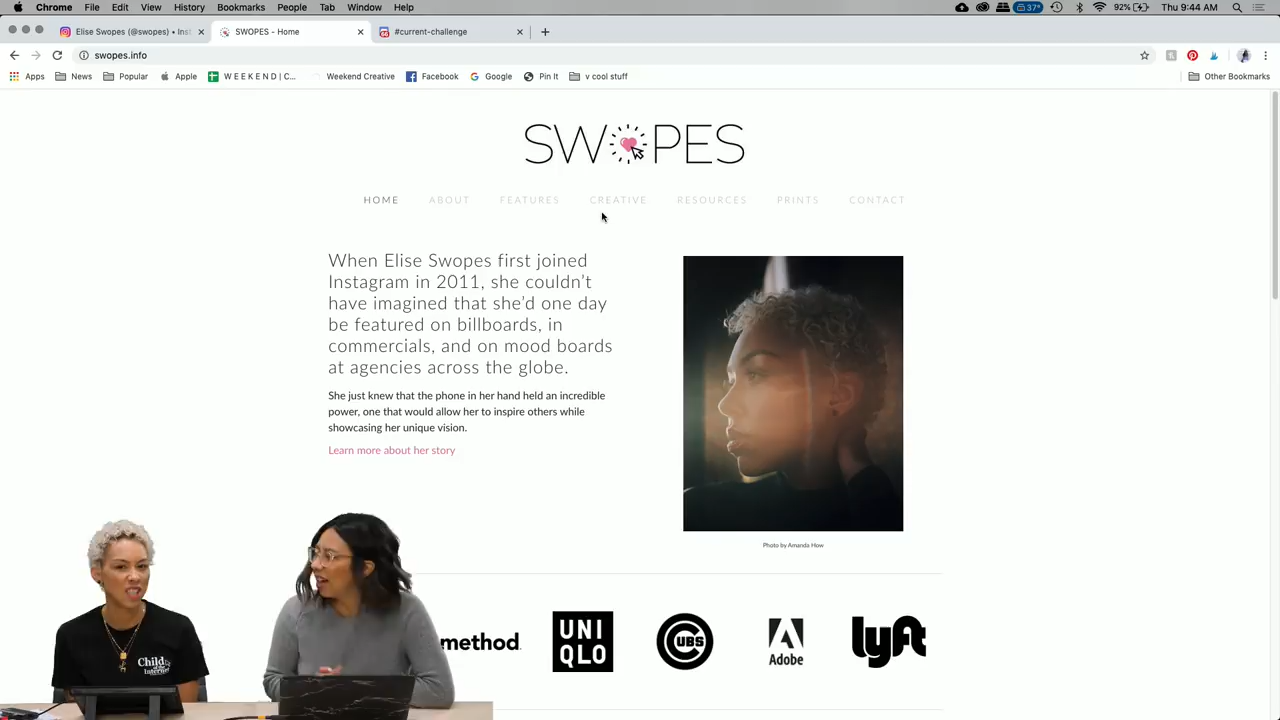 Chrome File Edit View History Bookmarks People Tab Window Help 37° 92% Thu 9:44 AM
Elise Swopes (@swopes) • Inst SWOPES - Home #current-challenge
swopes.info
Apps News Popular Apple W E E K E N D | C... Weekend Creative Facebook Google Pin It v cool stuff Other Bookmarks
SWOPES
HOME ABOUT FEATURES CREATIVE RESOURCES PRINTS CONTACT
When Elise Swopes first joined
Instagram in 2011, she couldn't
have imagined that she'd one day
be featured on billboards, in
commercials, and on mood boards
at agencies across the globe.
She just knew that the phone in her hand held an incredible
power, one that would allow her to inspire others while
showcasing her unique vision.
Learn more about her story
Photo by Amanda How
method.
UNI
QLO
CUBS
Adobe
lyft
Child
of the
Internet